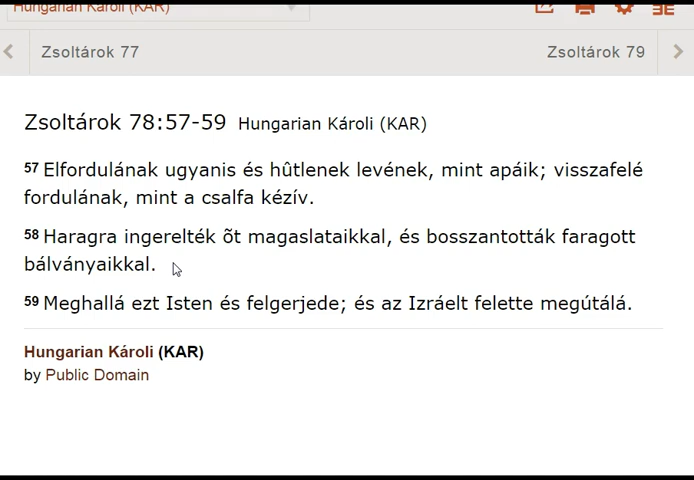 Hungarian Károli (KAR)
Zsoltárok 77
Zsoltárok 79
Zsoltárok 78:57-59 Hungarian Károli (KAR)
57 Elfordulának ugyanis és hûtlenek levének, mint apáik; visszafelé
fordulának, mint a csalfa kézív.
58 Haragra ingerelték õt magaslataikkal, és bosszantották faragott
bálványaikkal.
59 Meghallá ezt Isten és felgerjede; és az Izráelt felette megútálá.
Hungarian Károli (KAR)
by Public Domain